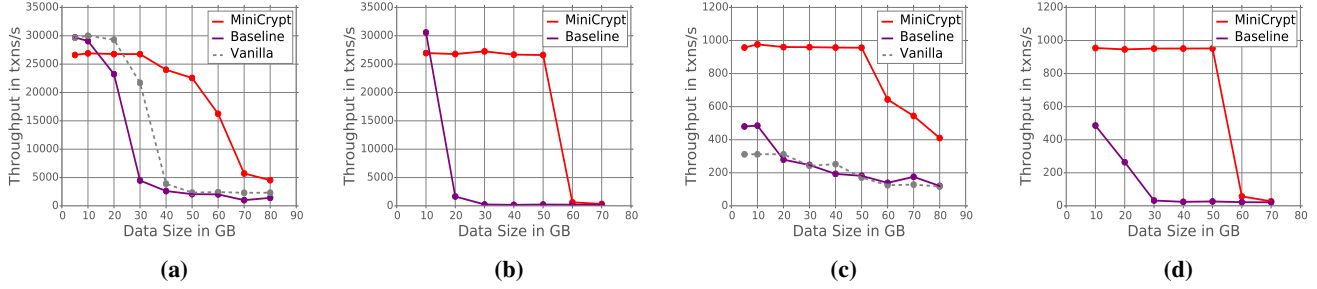 35000
30000
25000
20000
15000
10000
5000
0
Throughput in txns/s
MiniCrypt
Baseline
Vanilla
0 10 20 30 40 50 60 70 80 90
Data Size in GB
(a)
35000
30000
25000
20000
15000
10000
5000
0
Throughput in txns/s
MiniCrypt
Baseline
0 10 20 30 40 50 60 70 80
Data Size in GB
(b)
1200
1000
800
600
400
200
0
Throughput in txns/s
MiniCrypt
Baseline
Vanilla
0 10 20 30 40 50 60 70 80 90
Data Size in GB
(c)
1200
1000
800
600
400
200
0
Throughput in txns/s
MiniCrypt
Baseline
0 10 20 30 40 50 60 70 80
Data Size in GB
(d)